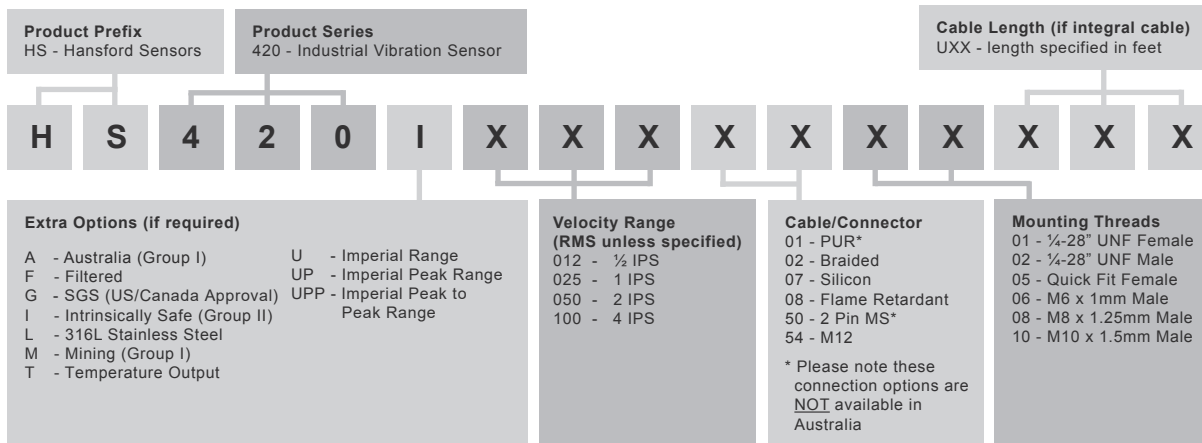 Product Prefix
HS - Hansford Sensors
Product Series
420 - Industrial Vibration Sensor
Cable Length (if integral cable)
UXX - length specified in feet
H S 4 2 0 I X X X X X X X X X X
Extra Options (if required)
A - Australia (Group I)
F - Filtered
G - SGS (US/Canada Approval)
I - Intrinsically Safe (Group II)
L - 316L Stainless Steel
M - Mining (Group I)
T - Temperature Output
U - Imperial Range
UP - Imperial Peak Range
UPP - Imperial Peak to
Peak Range
Velocity Range
(RMS unless specified)
012 - ½ IPS
025 - 1 IPS
050 - 2 IPS
100 - 4 IPS
Cable/Connector
01 - PUR*
02 - Braided
07 - Silicon
08 - Flame Retardant
50 - 2 Pin MS*
54 - M12
* Please note these
connection options are
NOT available in
Australia
Mounting Threads
01 - ¼-28” UNF Female
02 - ¼-28” UNF Male
05 - Quick Fit Female
06 - M6 x 1mm Male
08 - M8 x 1.25mm Male
10 - M10 x 1.5mm Male